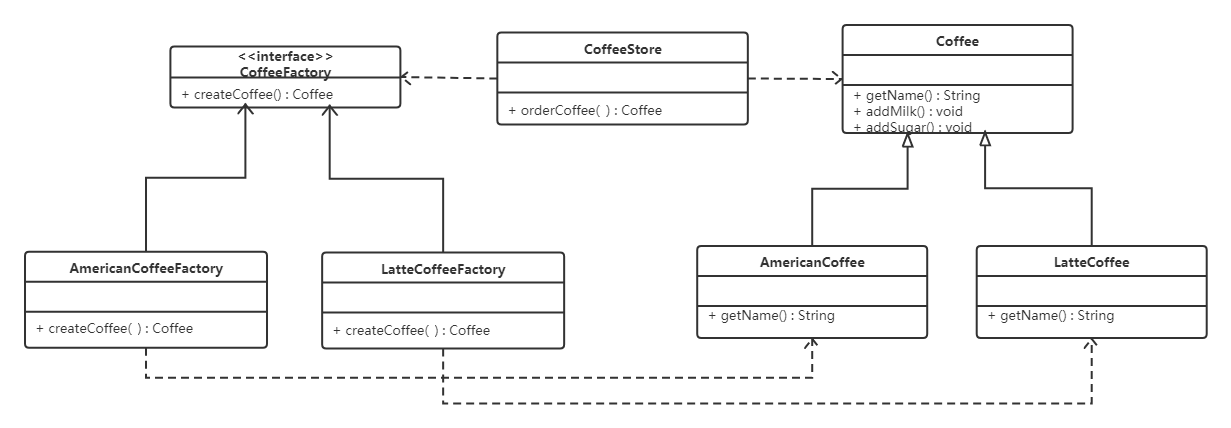 <<interface>>
CoffeeFactory
+ createCoffee() : Coffee
CoffeeStore
+ orderCoffee( ) : Coffee
Coffee
+ getName() : String
+ addMilk() : void
+ addSugar() : void
AmericanCoffeeFactory
+ createCoffee( ) : Coffee
LatteCoffeeFactory
+ createCoffee( ) : Coffee
AmericanCoffee
+ getName() : String
LatteCoffee
+ getName() : String